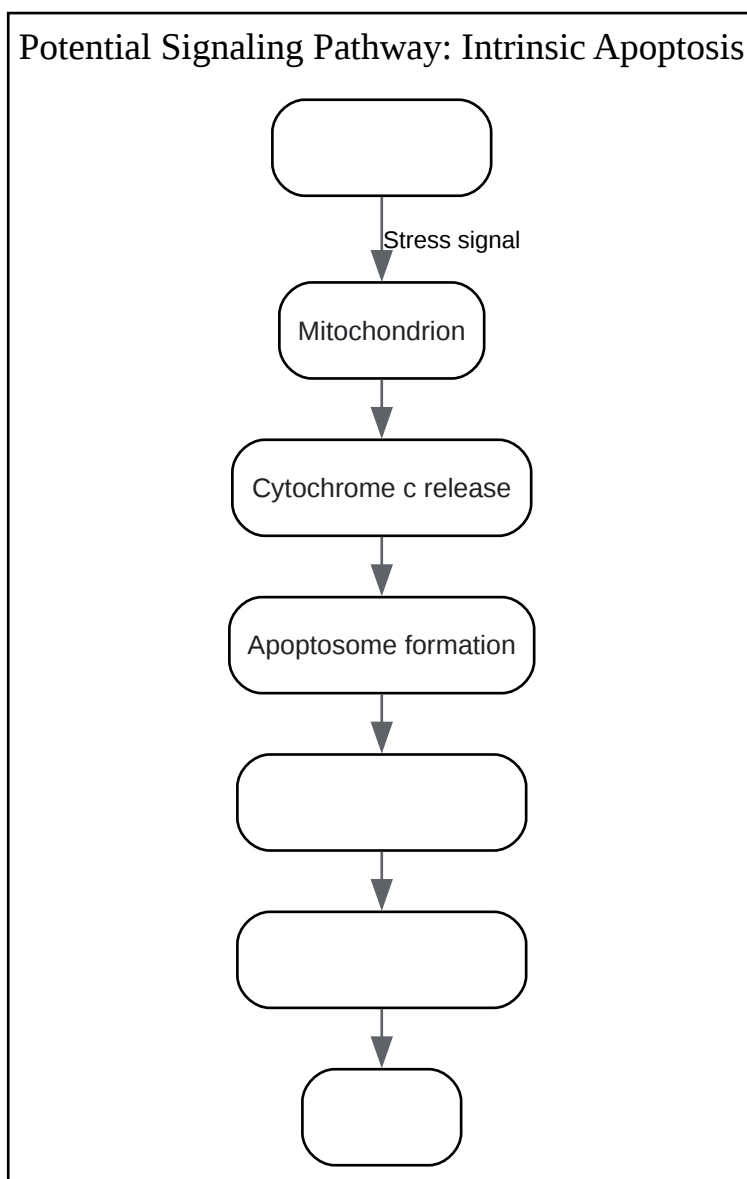 Potential Signaling Pathway: Intrinsic Apoptosis
Stress signal
Mitochondrion
Cytochrome c release
Apoptosome formation